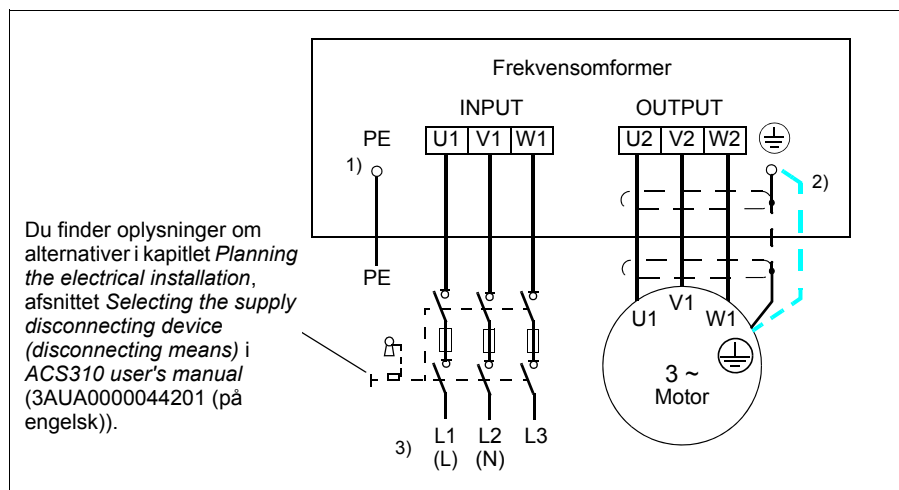 Frekvensomformer
INPUT
OUTPUT
PE
U1 V1 W1
U2 V2 W2
1)
2)
Du finder oplysninger om
alternativer i kapitlet Planning
the electrical installation,
afsnittet Selecting the supply
disconnecting device
(disconnecting means) i
ACS310 user's manual
(3AUA0000044201 (på
engelsk)).
PE
U1
V1
W1
3 ~
Motor
3)
L1
L2
L3
(L)
(N)